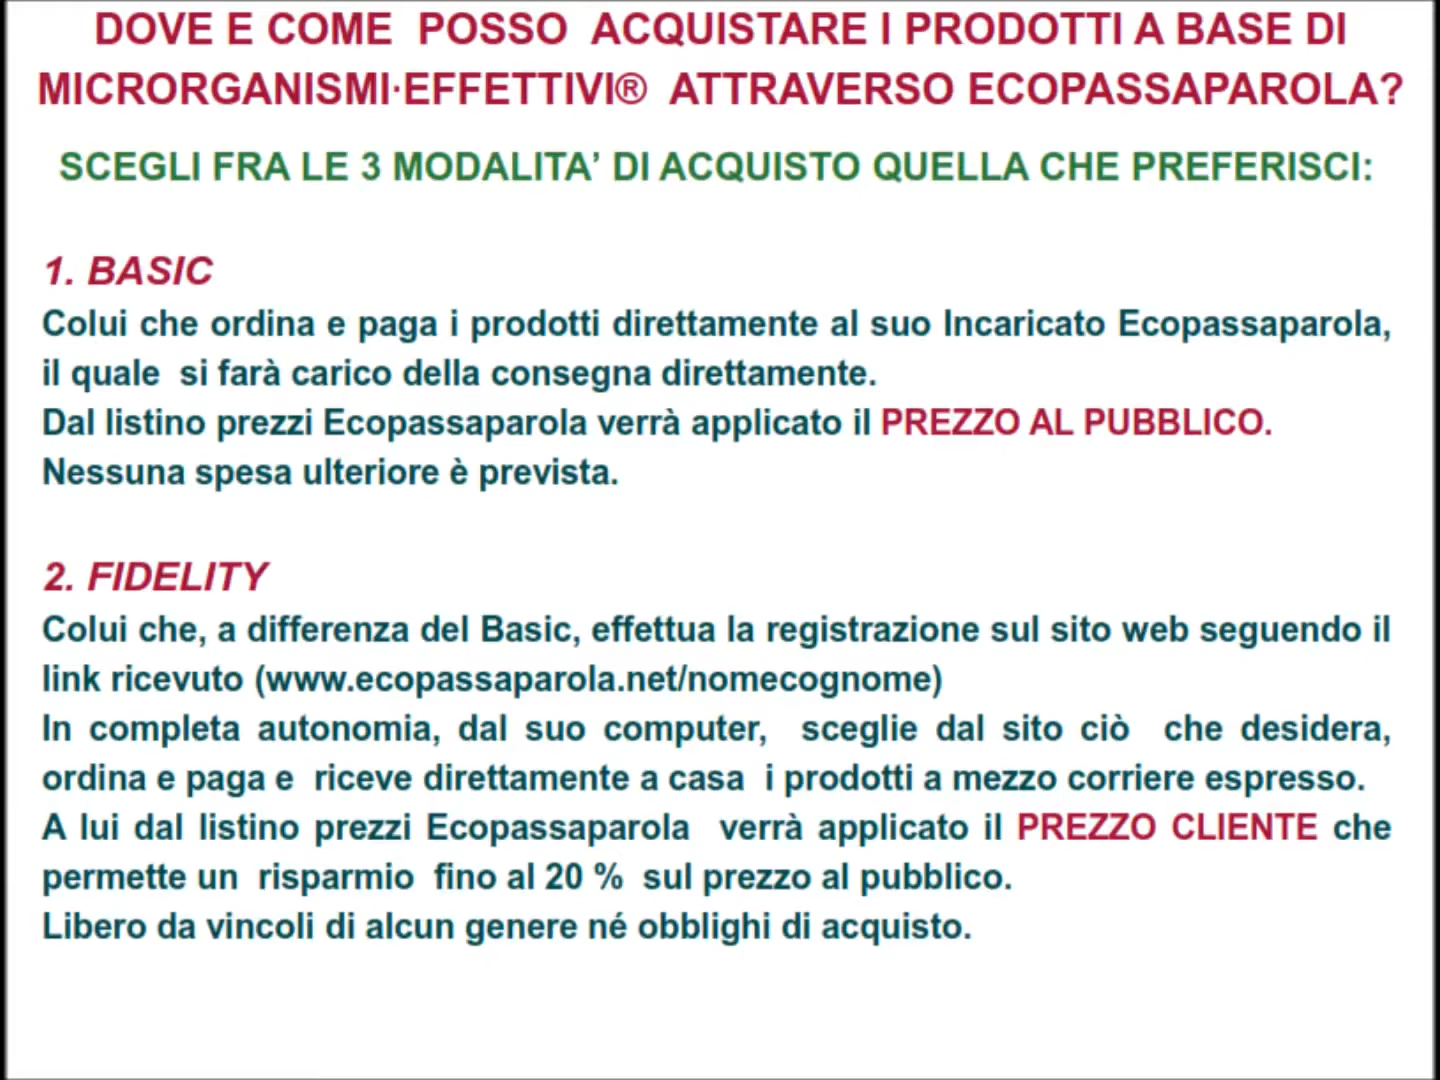 DOVE E COME POSSO ACQUISTARE I PRODOTTI A BASE DI
MICRORGANISMI·EFFETTIVI® ATTRAVERSO ECOPASSAPAROLA?
SCEGLI FRA LE 3 MODALITA’ DI ACQUISTO QUELLA CHE PREFERISCI:
1. BASIC
Colui che ordina e paga i prodotti direttamente al suo Incaricato Ecopassaparola,
il quale si farà carico della consegna direttamente.
Dal listino prezzi Ecopassaparola verrà applicato il PREZZO AL PUBBLICO.
Nessuna spesa ulteriore è prevista.
2. FIDELITY
Colui che, a differenza del Basic, effettua la registrazione sul sito web seguendo il
link ricevuto (www.ecopassaparola.net/nomecognome)
In completa autonomia, dal suo computer, sceglie dal sito ciò che desidera,
ordina e paga e riceve direttamente a casa i prodotti a mezzo corriere espresso.
A lui dal listino prezzi Ecopassaparola verrà applicato il PREZZO CLIENTE che
permette un risparmio fino al 20 % sul prezzo al pubblico.
Libero da vincoli di alcun genere né obblighi di acquisto.